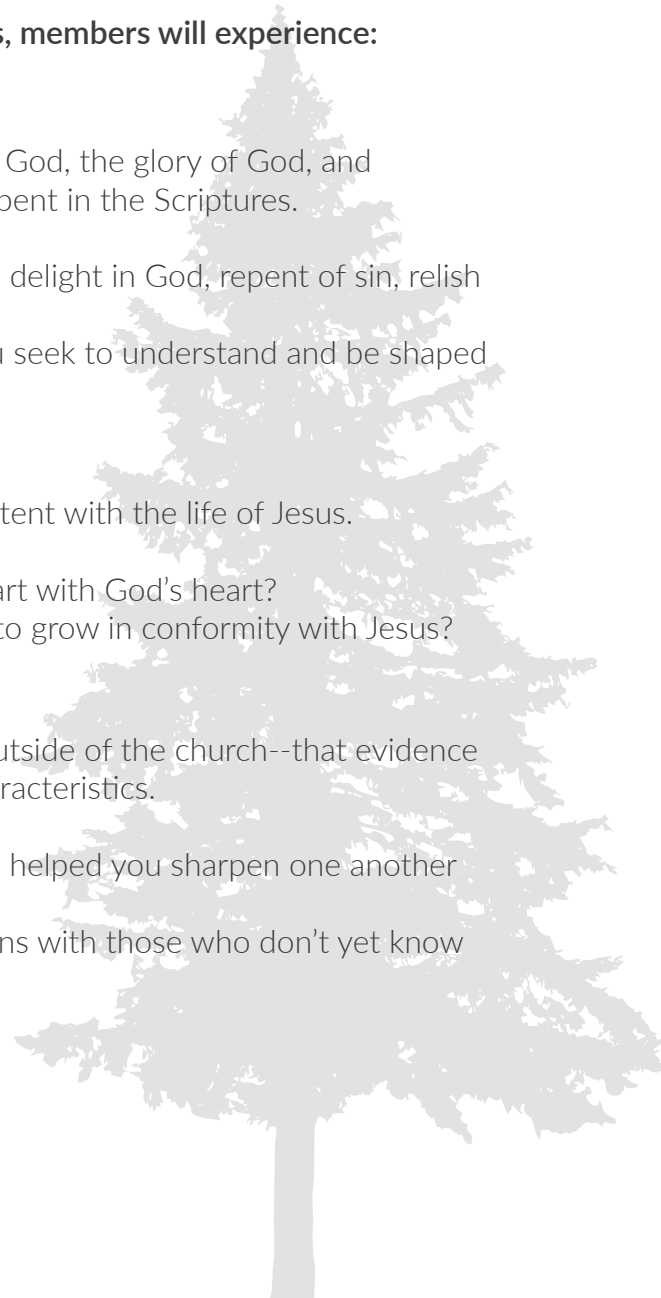 , members will experience:
God, the glory of God, and
pent in the Scriptures.
delight in God, repent of sin, relish
seek to understand and be shaped
tent with the life of Jesus.
art with God's heart?
to grow in conformity with Jesus?
utside of the church--that evidence
racteristics.
helped you sharpen one another
ns with those who don't yet know